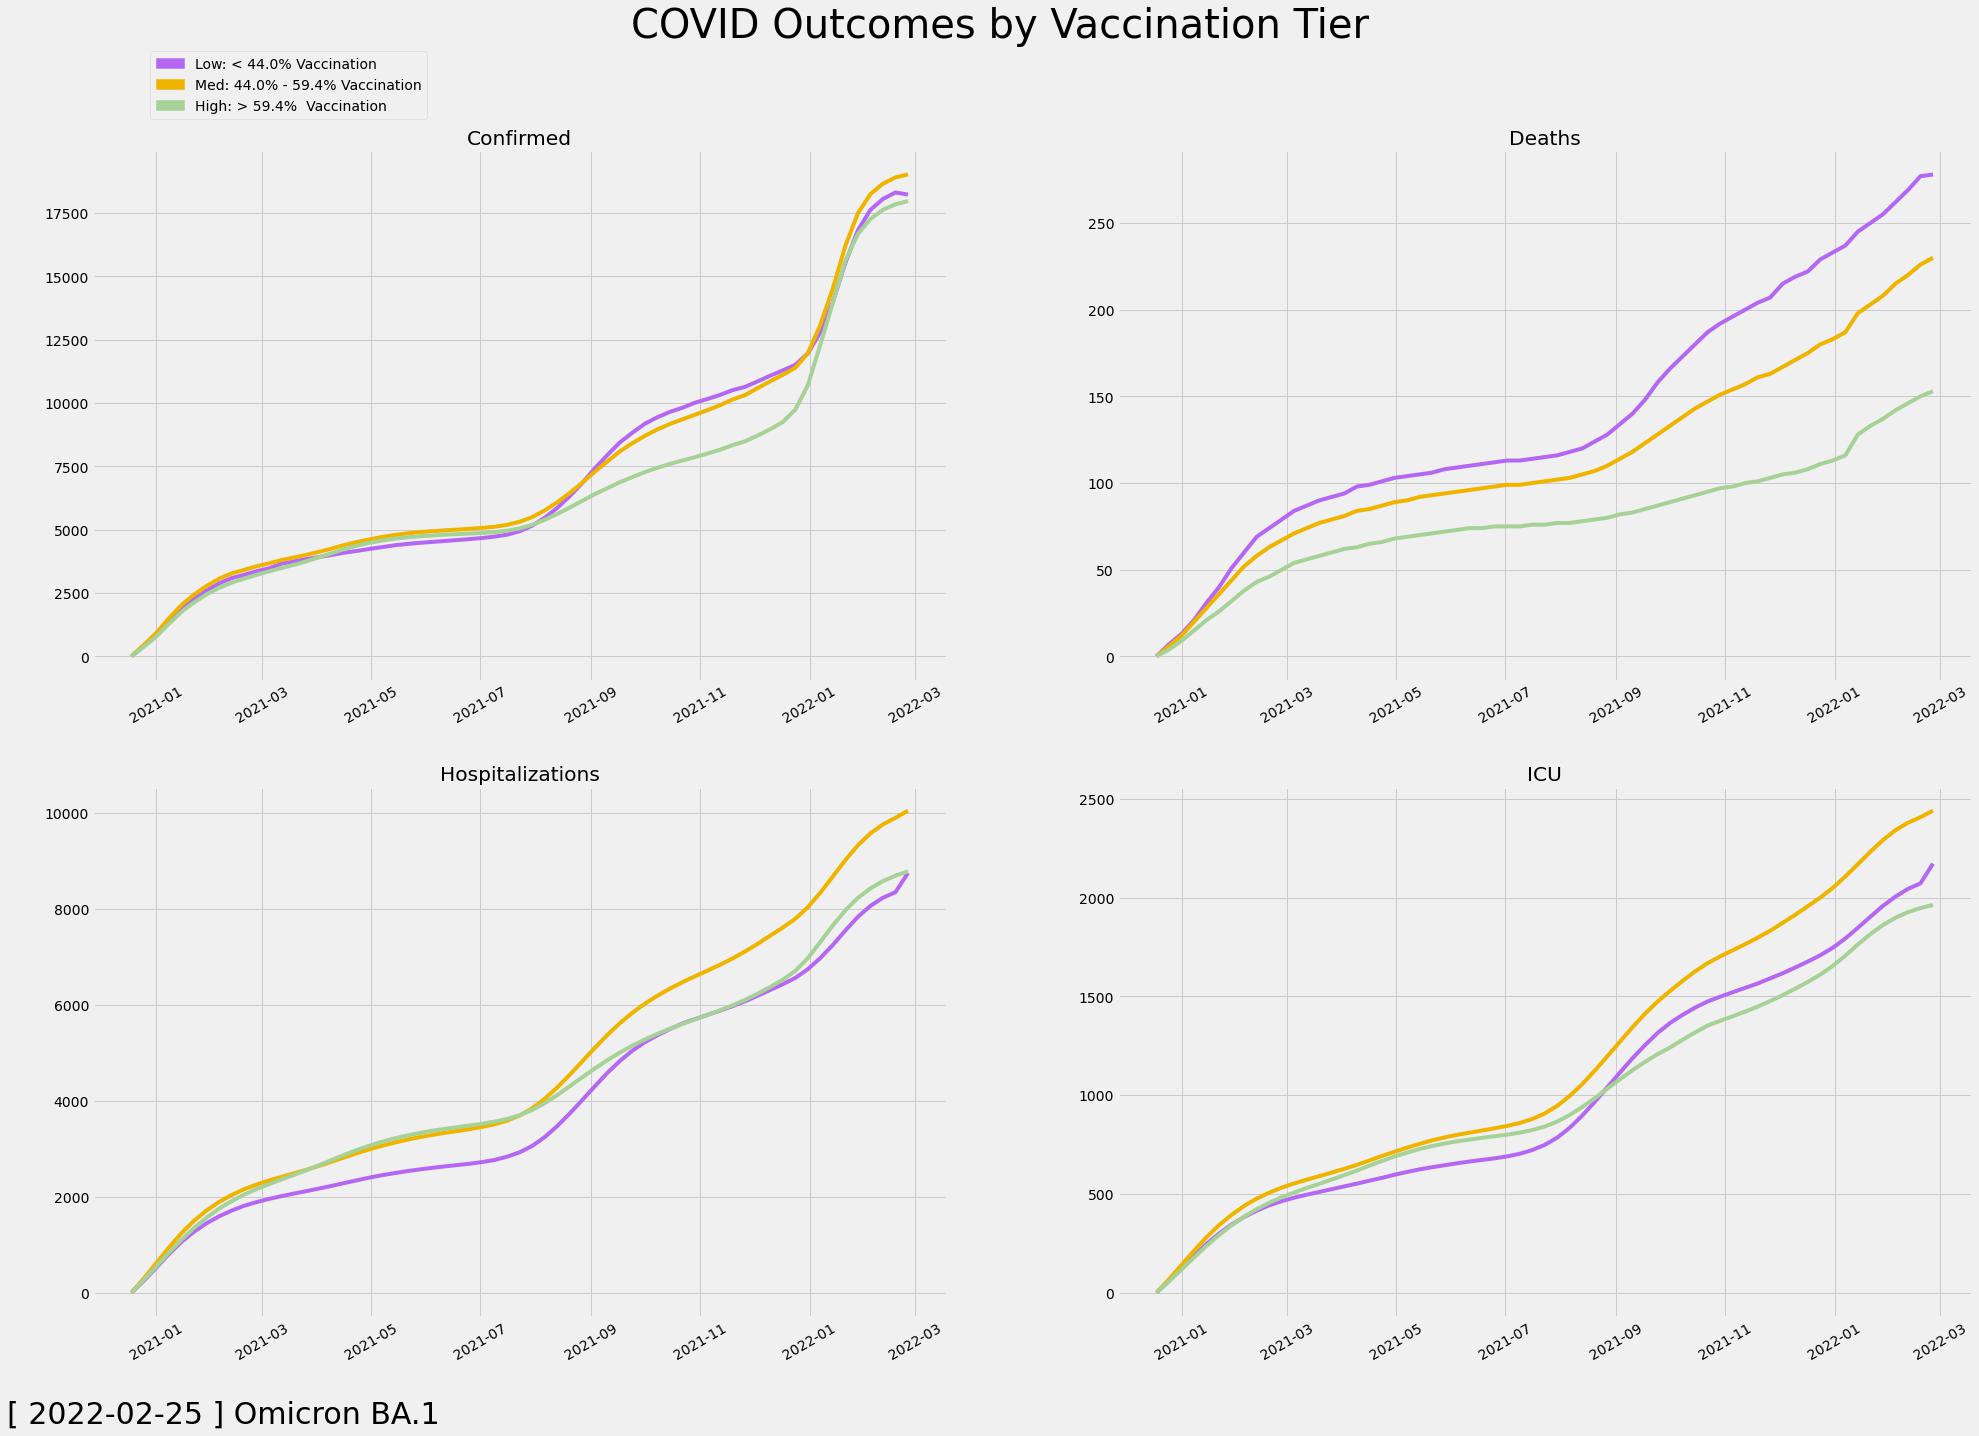 COVID Outcomes by Vaccination Tier
Low: < 44.0% Vaccination
Med: 44.0% - 59.4% Vaccination
High: > 59.4%  Vaccination
Confirmed
17500
15000
12500
10000
7500
5000
2500
0
2021-01 2021-03 2021-05 2021-07 2021-09 2021-11 2022-01 2022-03
Deaths
250
200
150
100
50
0
2021-01 2021-03 2021-05 2021-07 2021-09 2021-11 2022-01 2022-03
Hospitalizations
10000
8000
6000
4000
2000
0
2021-01 2021-03 2021-05 2021-07 2021-09 2021-11 2022-01 2022-03
ICU
2500
2000
1500
1000
500
0
2021-01 2021-03 2021-05 2021-07 2021-09 2021-11 2022-01 2022-03
[ 2022-02-25 ] Omicron BA.1